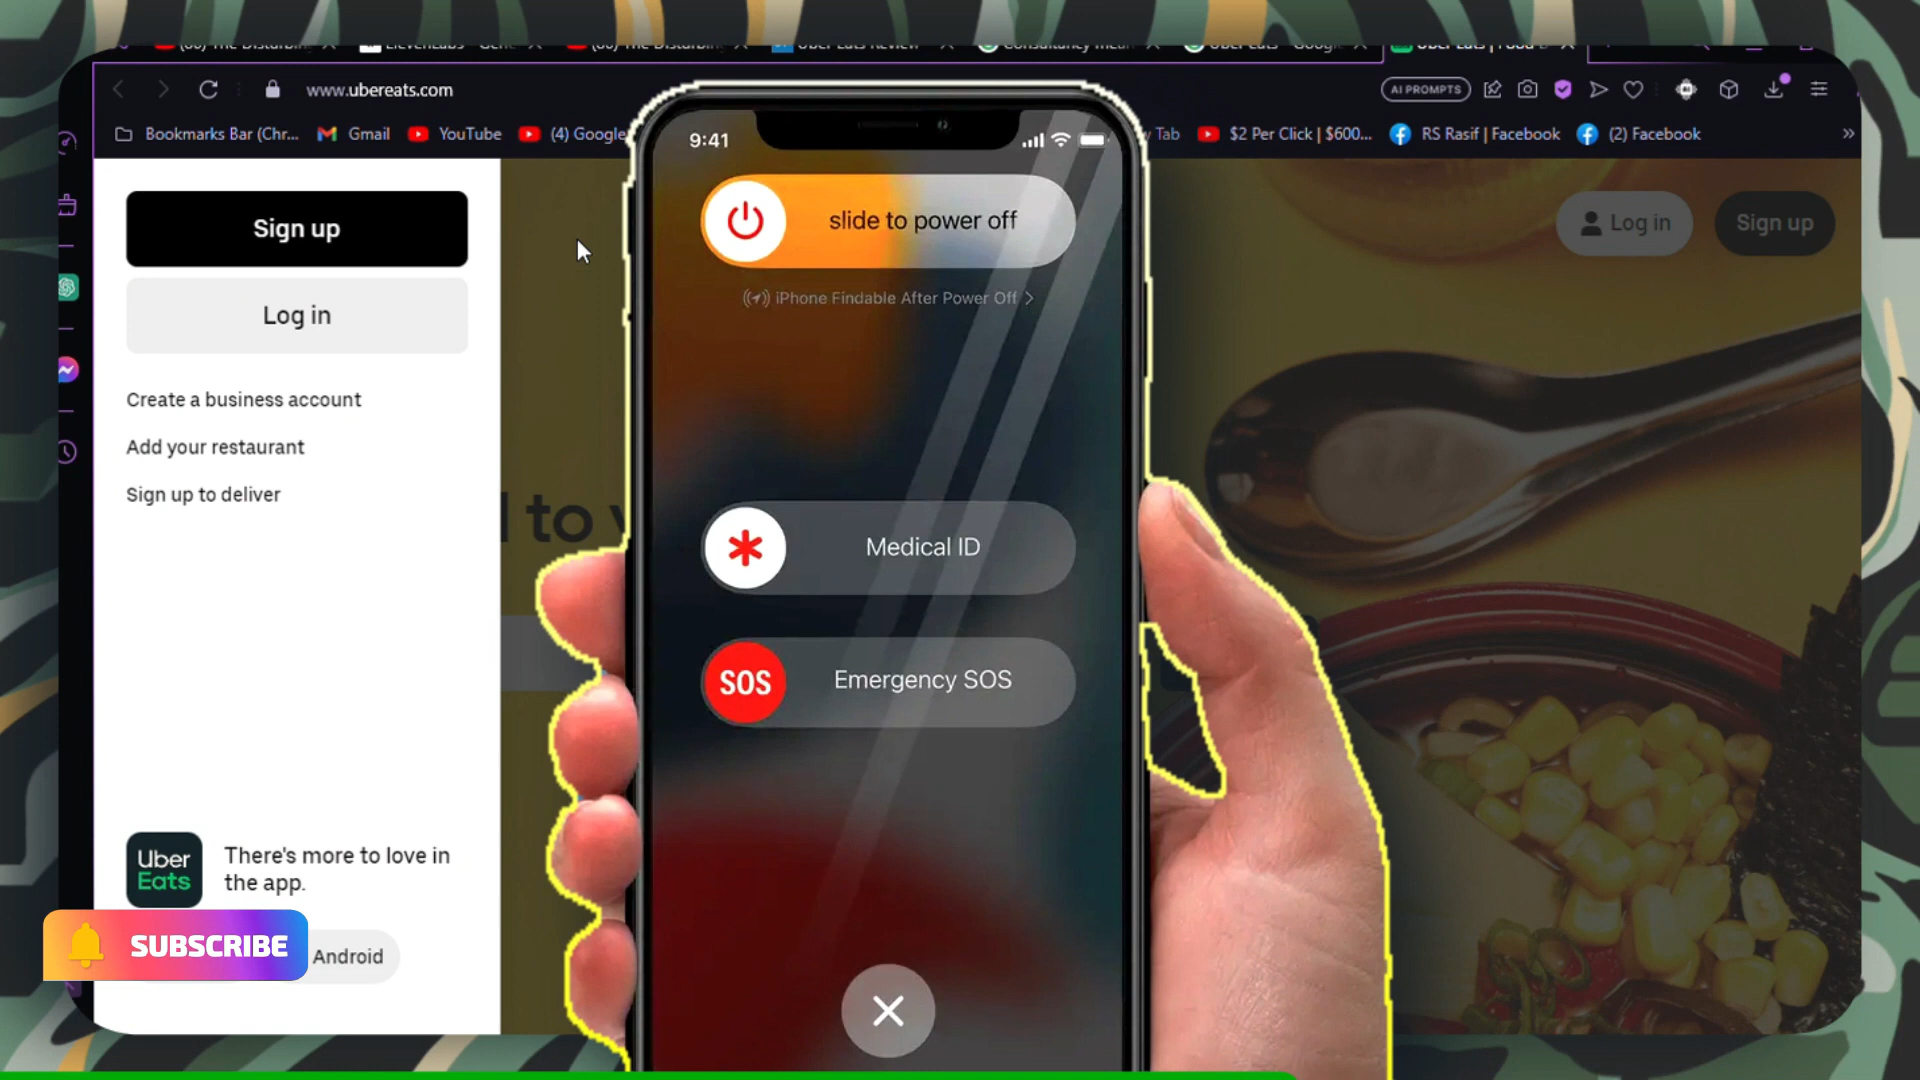 www.ubereats.com
AI PROMPTS
Bookmarks Bar (Chr...
Gmail
YouTube
(4) Google
Tab
$2 Per Click | $600...
RS Rasif | Facebook
(2) Facebook
»
Sign up
Log in
Create a business account
Add your restaurant
Sign up to deliver
Uber
Eats
There's more to love in
the app.
Android
SUBSCRIBE
9:41
slide to power off
iPhone Findable After Power Off >
Medical ID
SOS
Emergency SOS
to
Log in
Sign up